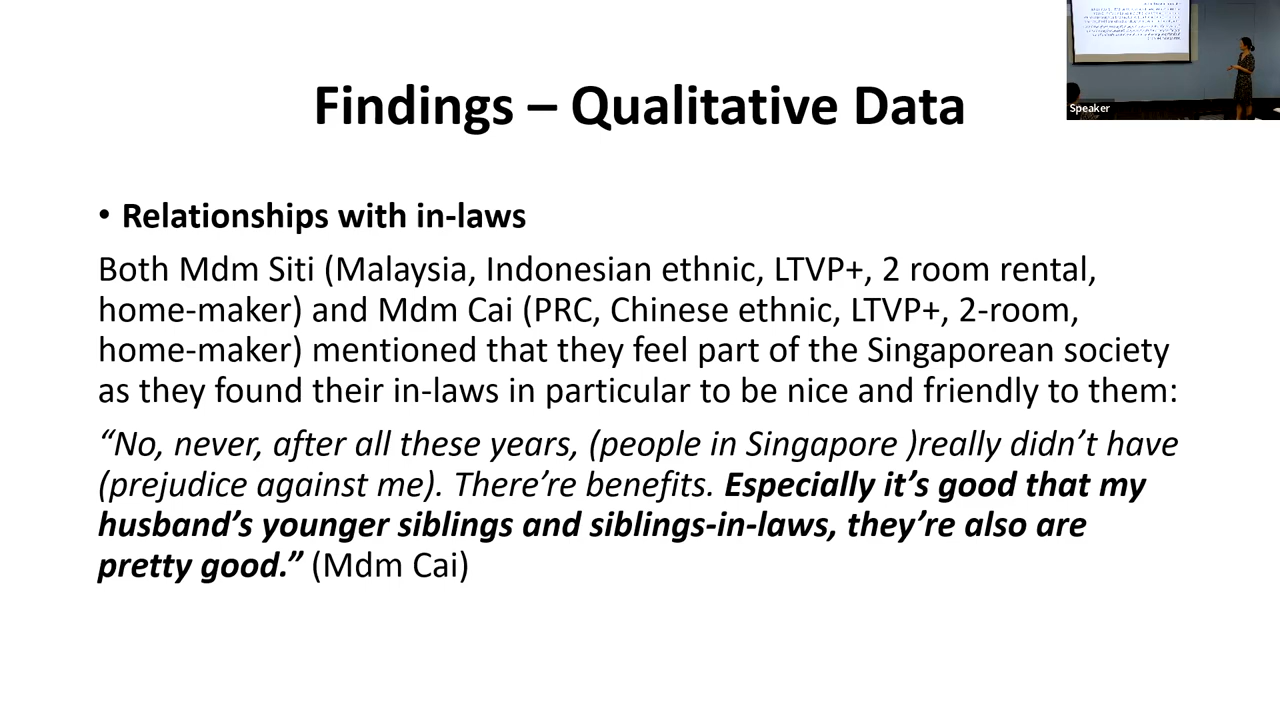 Findings – Qualitative Data
Speaker
• Relationships with in-laws
Both Mdm Siti (Malaysia, Indonesian ethnic, LTVP+, 2 room rental,
home-maker) and Mdm Cai (PRC, Chinese ethnic, LTVP+, 2-room,
home-maker) mentioned that they feel part of the Singaporean society
as they found their in-laws in particular to be nice and friendly to them:
“No, never, after all these years, (people in Singapore )really didn’t have
(prejudice against me). There’re benefits. Especially it’s good that my
husband’s younger siblings and siblings-in-laws, they’re also are
pretty good.” (Mdm Cai)